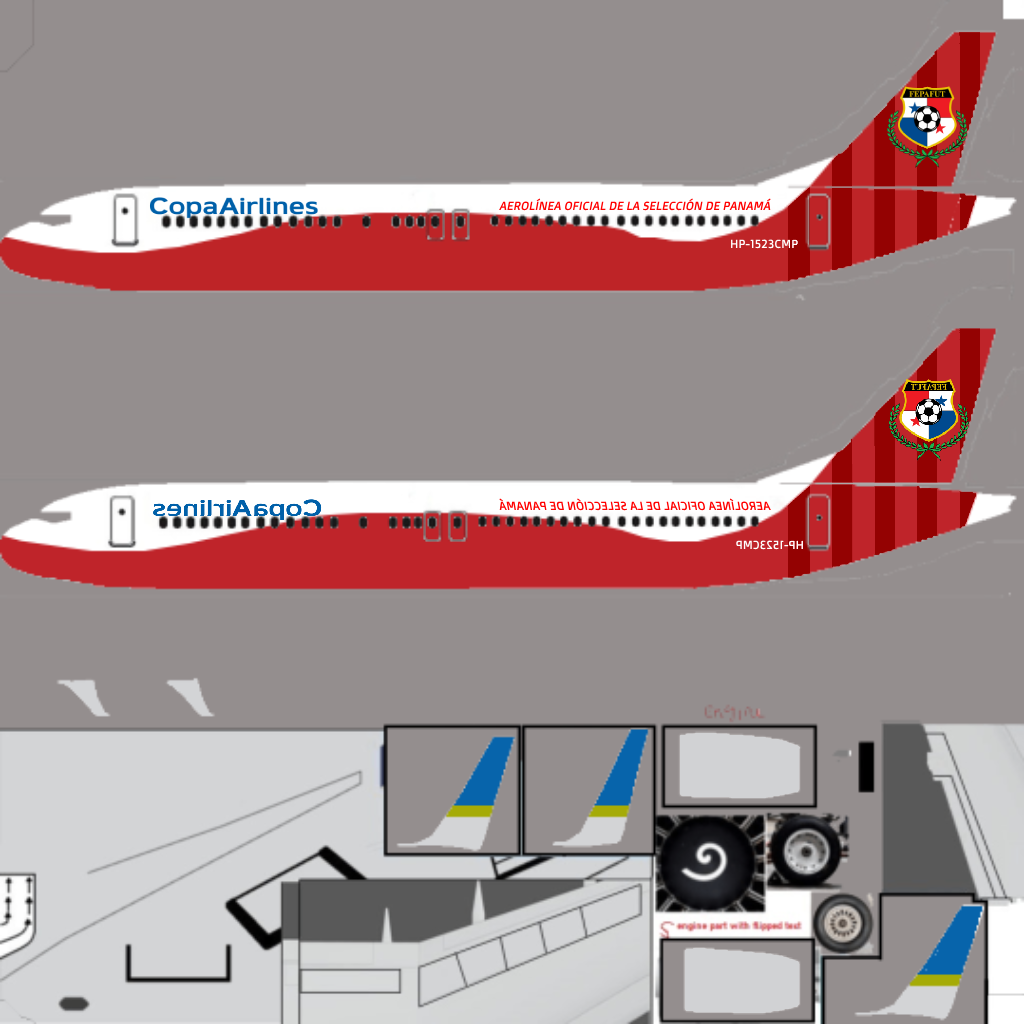 FEPAFUT
CopaAirlines
AEROLÍNEA OFICIAL DE LA SELECCIÓN DE PANAMÁ
HP-1523CMP
FEPAFUT
CopaAirlines
AEROLÍNEA OFICIAL DE LA SELECCIÓN DE PANAMÁ
HP-1523CMP
Engine
engine part with flipped text